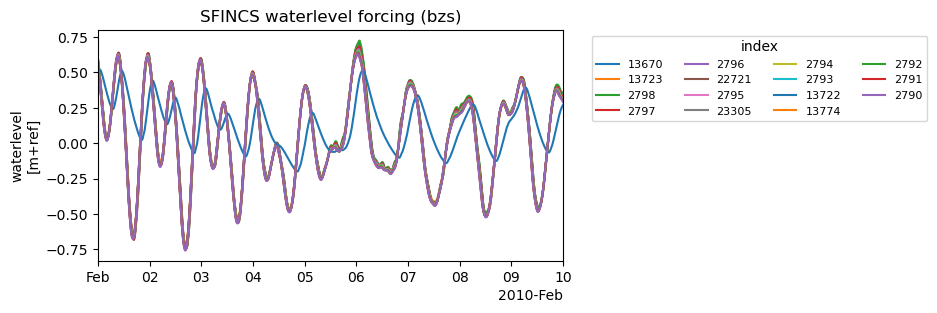 SFINCS waterlevel forcing (bzs)
waterlevel
[m+ref]
0.75
0.50
0.25
0.00
−0.25
−0.50
−0.75
Feb 02 03 04 05 06 07 08 09 10
2010-Feb
index
13670 2796 2794 2792
13723 22721 2793 2791
2798 2795 13722 2790
2797 23305 13774